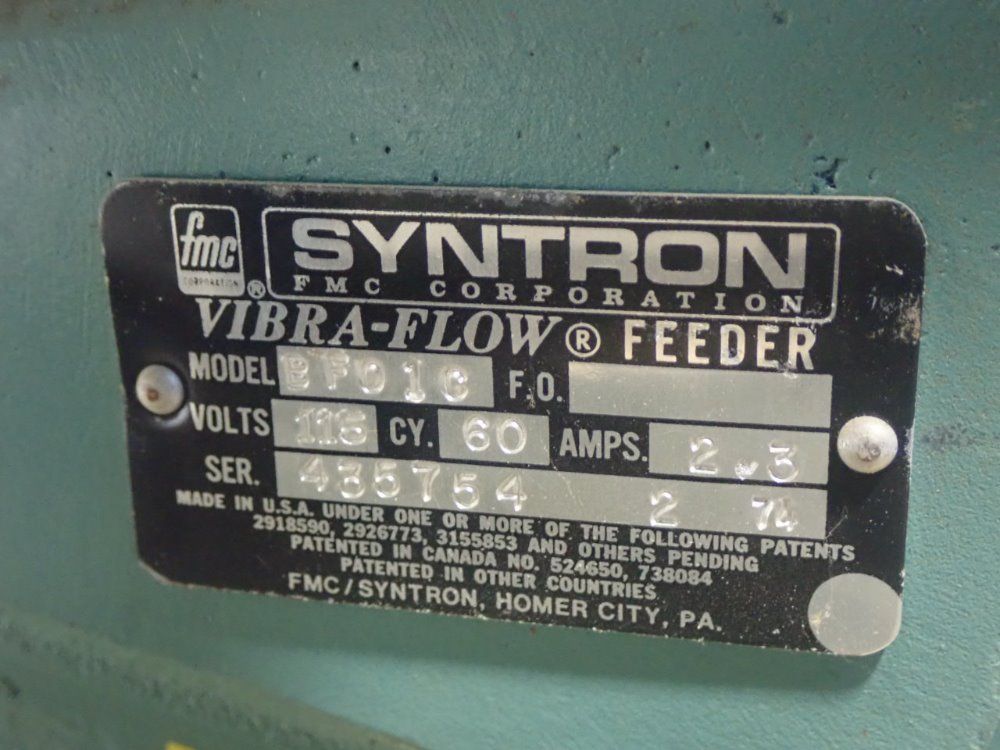 fmc
CORPORATION
®
SYNTRON
FMC CORPORATION
VIBRA-FLOW ® FEEDER
MODEL BF01C F.O.
VOLTS 115 CY. 60 AMPS. 2.3
SER. 435754 2 74
MADE IN U.S.A. UNDER ONE OR MORE OF THE FOLLOWING PATENTS
2918590, 2926773, 3155853 AND OTHERS PENDING
PATENTED IN CANADA NO. 524650, 738084
PATENTED IN OTHER COUNTRIES
FMC/SYNTRON, HOMER CITY, PA.